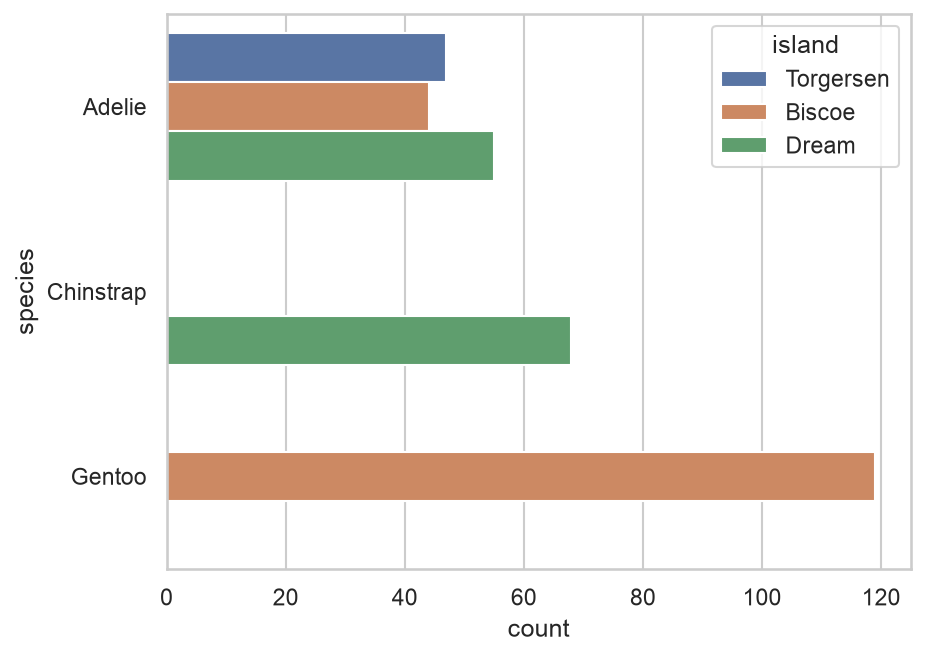 island
Torgersen
Biscoe
Dream
Adelie
Chinstrap
Gentoo
species
0 20 40 60 80 100 120
count